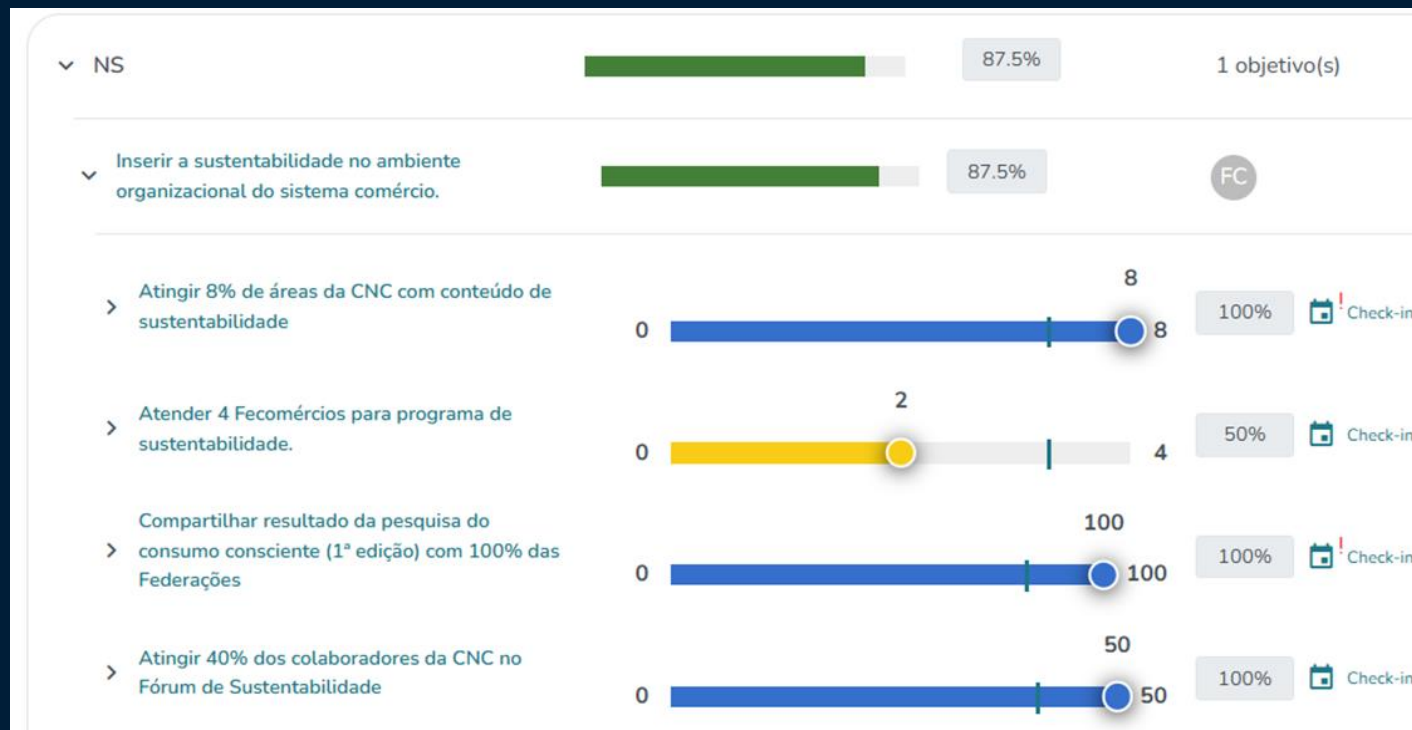 NS
87.5%
1 objetivo(s)
Inserir a sustentabilidade no ambiente
organizacional do sistema comércio.
87.5%
FC
Atingir 8% de áreas da CNC com conteúdo de
sustentabilidade
0
8
8
100%
! Check-in
Atender 4 Fecomércios para programa de
sustentabilidade.
0
2
4
50%
Check-in
Compartilhar resultado da pesquisa do
consumo consciente (1ª edição) com 100% das
Federações
0
100
100
100%
! Check-in
Atingir 40% dos colaboradores da CNC no
Fórum de Sustentabilidade
0
50
50
100%
Check-in